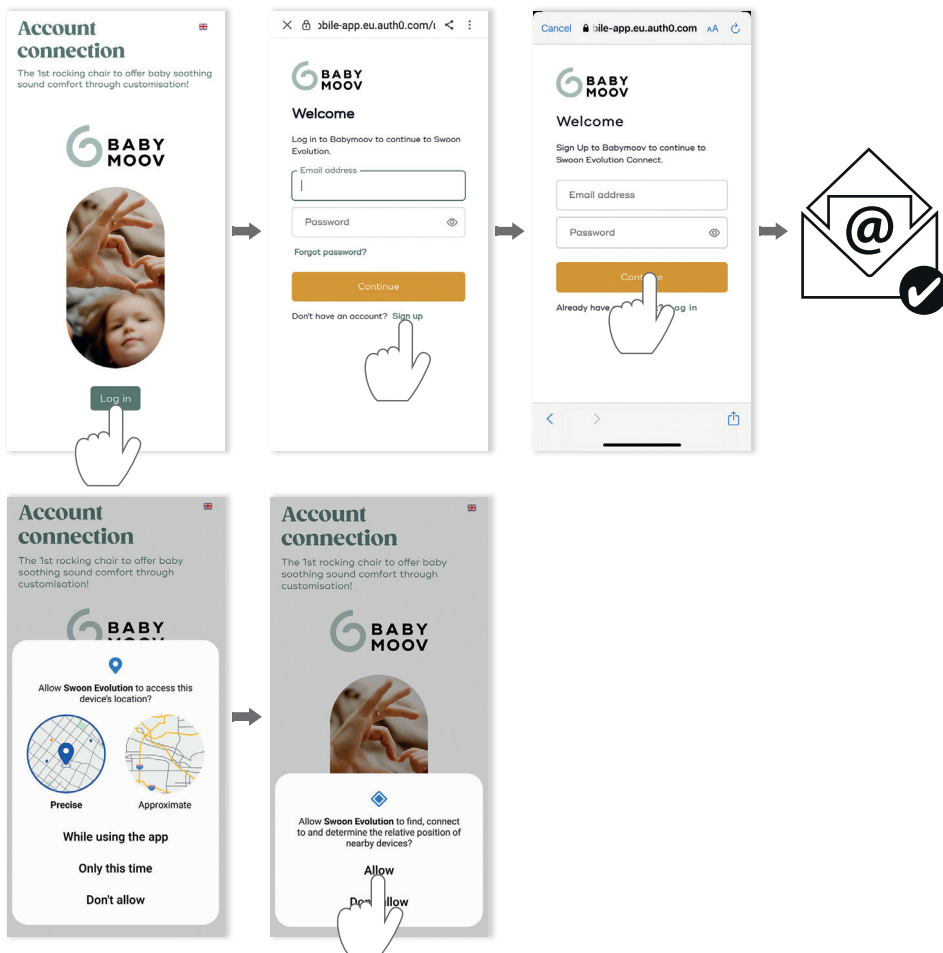 Account
connection
The 1st rocking chair to offer baby soothing
sound comfort through customisation!
BABY
MOOV
Log in
obile-app.eu.auth0.com/u
BABY
MOOV
Welcome
Log in to Babymoov to continue to Swoon
Evolution.
Email address
Password
Forgot password?
Continue
Don't have an account? Sign up
Cancel bile-app.eu.auth0.com AA
BABY
MOOV
Welcome
Sign Up to Babymoov to continue to
Swoon Evolution Connect.
Email address
Password
Continue
Already have ? Log in
@
Account
connection
The 1st rocking chair to offer baby
soothing sound comfort through
customisation!
BABY
MOOV
Allow Swoon Evolution to access this
device's location?
Precise
Approximate
While using the app
Only this time
Don't allow
Account
connection
The 1st rocking chair to offer baby
soothing sound comfort through
customisation!
BABY
MOOV
Allow Swoon Evolution to find, connect
to and determine the relative position of
nearby devices?
Allow
Don't allow